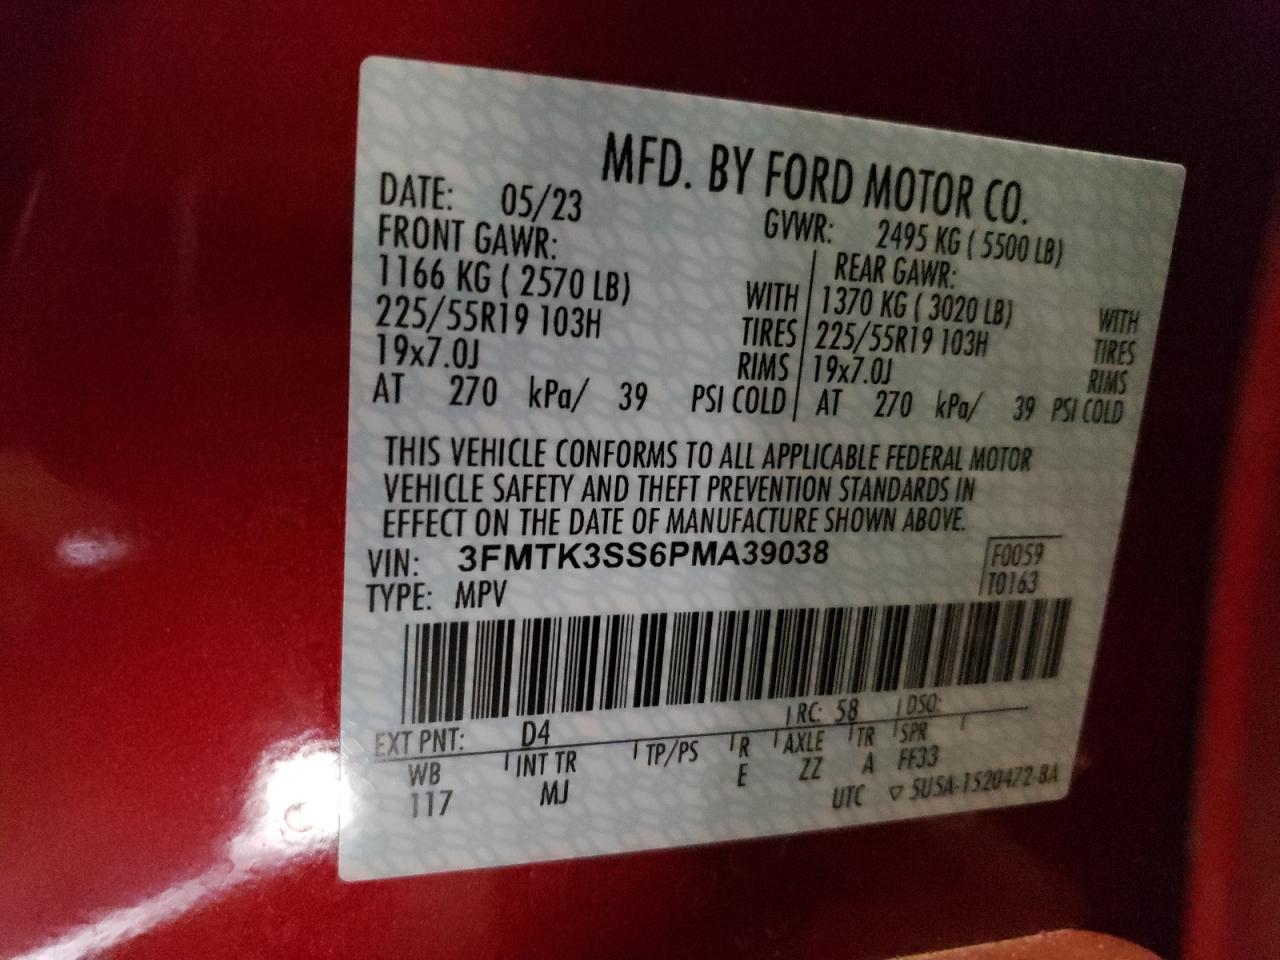 MFD. BY FORD MOTOR CO.
DATE: 05/23 GVWR: 2495 KG ( 5500 LB)
FRONT GAWR: REAR GAWR:
1166 KG ( 2570 LB) WITH 1370 KG ( 3020 LB) WITH
225/55R19 103H TIRES 225/55R19 103H TIRES
19x7.0J RIMS 19x7.0J RIMS
AT 270 kPa/ 39 PSI COLD AT 270 kPa/ 39 PSI COLD
THIS VEHICLE CONFORMS TO ALL APPLICABLE FEDERAL MOTOR
VEHICLE SAFETY AND THEFT PREVENTION STANDARDS IN
EFFECT ON THE DATE OF MANUFACTURE SHOWN ABOVE.
VIN: 3FMTK3SS6PMA39038 F0059
TYPE: MPV T0163
EXT PNT: D4 RC: 58 DSO:
WB INT TR TP/PS R AXLE TR SPR
117 MJ E ZZ A FF33
UTC ▽ 5U5A-1520472-BA